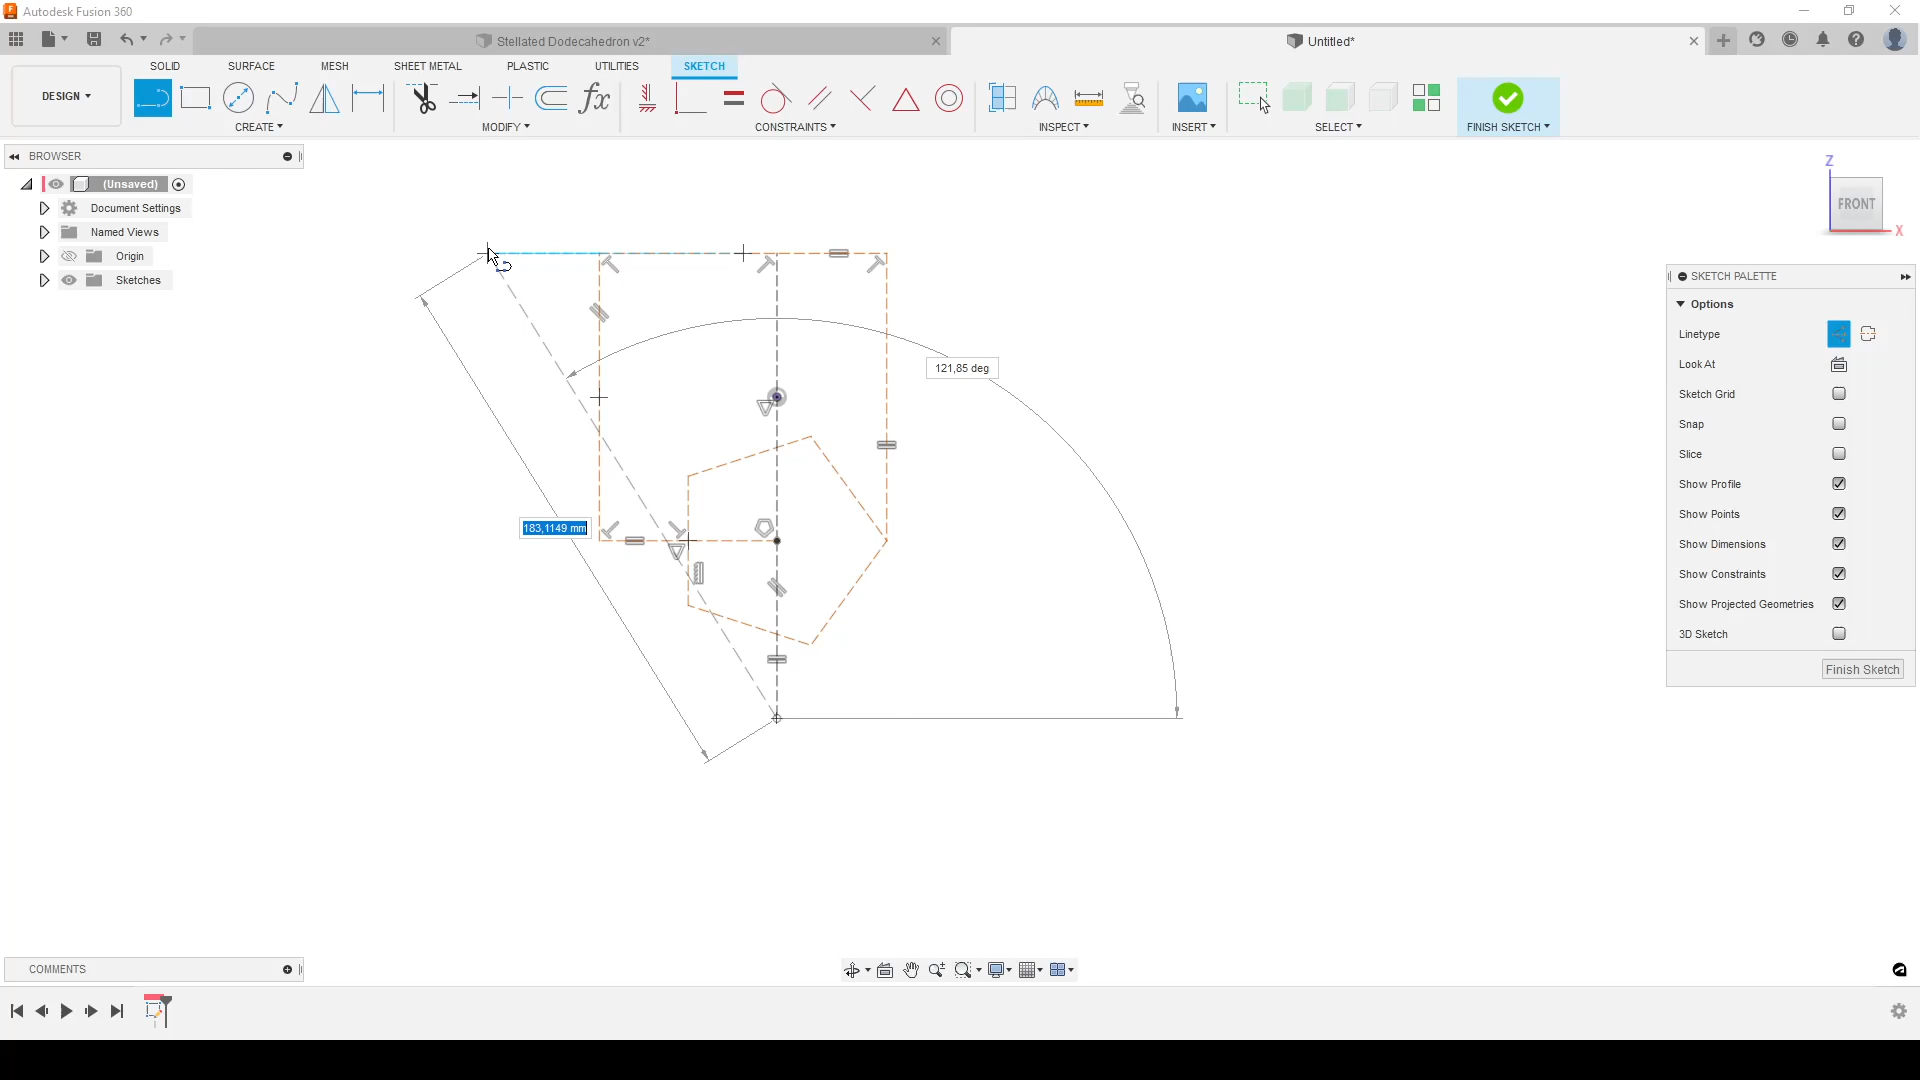 Autodesk Fusion 360
Stellated Dodecahedron v2*
Untitled*
SOLID SURFACE MESH SHEET METAL PLASTIC UTILITIES SKETCH
DESIGN
CREATE MODIFY CONSTRAINTS INSPECT INSERT SELECT FINISH SKETCH
BROWSER
(Unsaved)
Document Settings
Named Views
Origin
Sketches
121,85 deg
183,1149 mm
Z
FRONT
X
SKETCH PALETTE
Options
Linetype
Look At
Sketch Grid
Snap
Slice
Show Profile
Show Points
Show Dimensions
Show Constraints
Show Projected Geometries
3D Sketch
Finish Sketch
COMMENTS